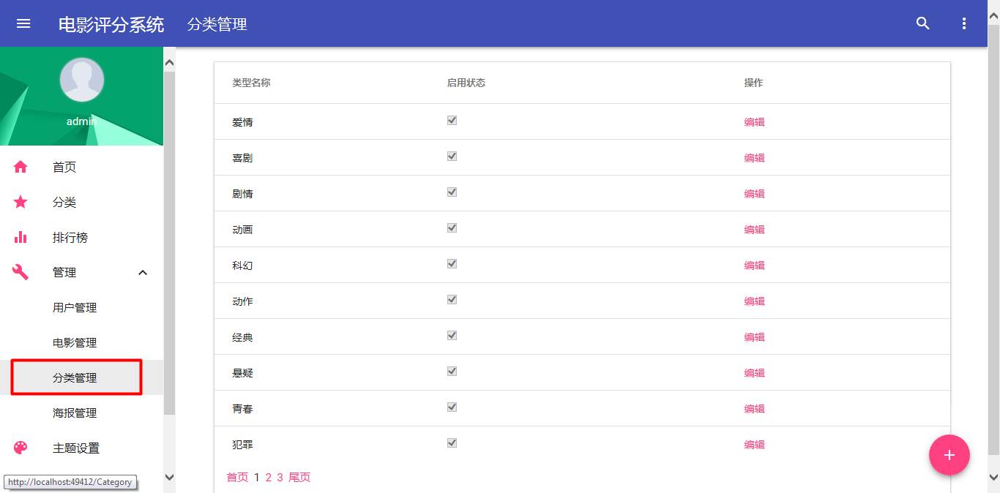 电影评分系统 分类管理
admin
首页
分类
排行榜
管理
用户管理
电影管理
分类管理
海报管理
主题设置
http://localhost:49412/Category
类型名称 启用状态 操作
爱情 编辑
喜剧 编辑
剧情 编辑
动画 编辑
科幻 编辑
动作 编辑
经典 编辑
悬疑 编辑
青春 编辑
犯罪 编辑
首页 1 2 3 尾页